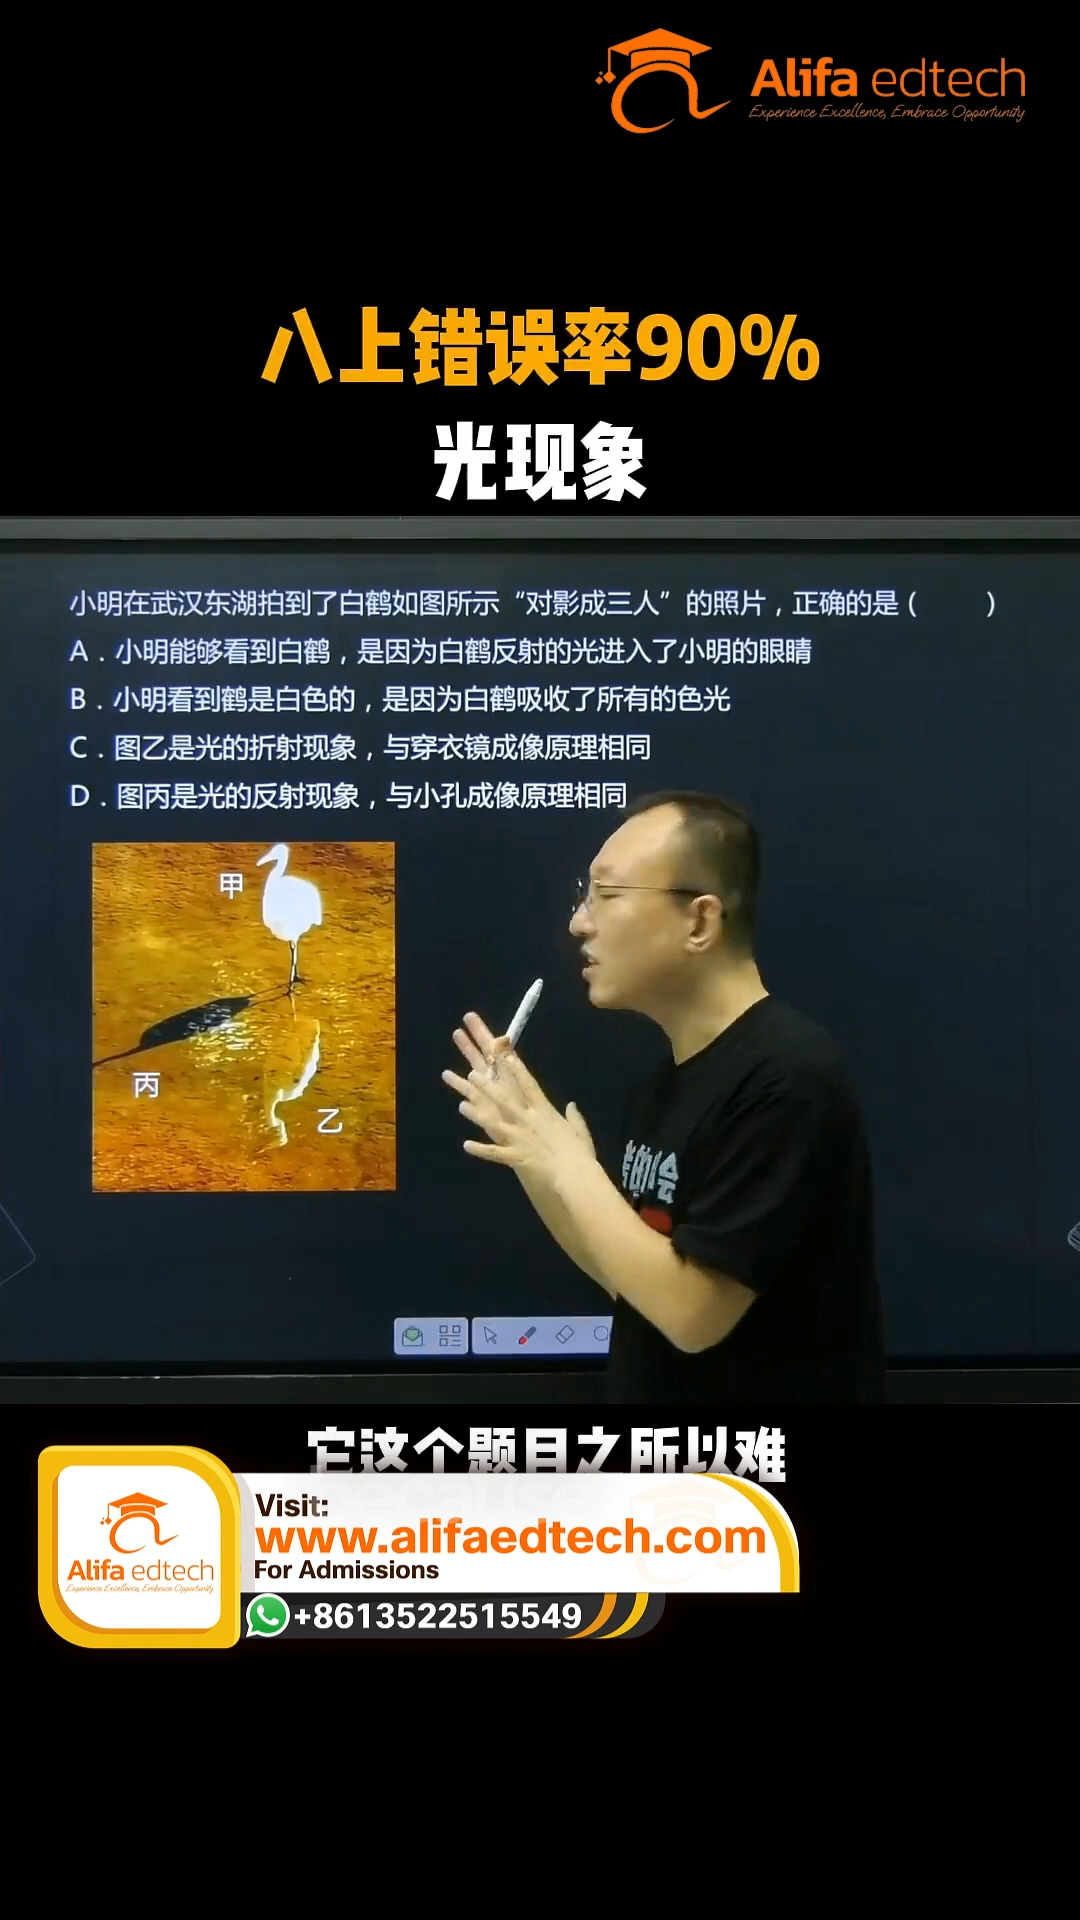 Alifa edtech
Experience Excellence, Embrace Opportunity
八上错误率90%
光现象
小明在武汉东湖拍到了白鹤如图所示“对影成三人”的照片，正确的是（　　）
A．小明能够看到白鹤，是因为白鹤反射的光进入了小明的眼睛
B．小明看到鹤是白色的，是因为白鹤吸收了所有的色光
C．图乙是光的折射现象，与穿衣镜成像原理相同
D．图丙是光的反射现象，与小孔成像原理相同
甲
丙
乙
它这个题目之所以难
Visit:
www.alifaedtech.com
For Admissions
Alifa edtech
Experience Excellence, Embrace Opportunity
+8613522515549